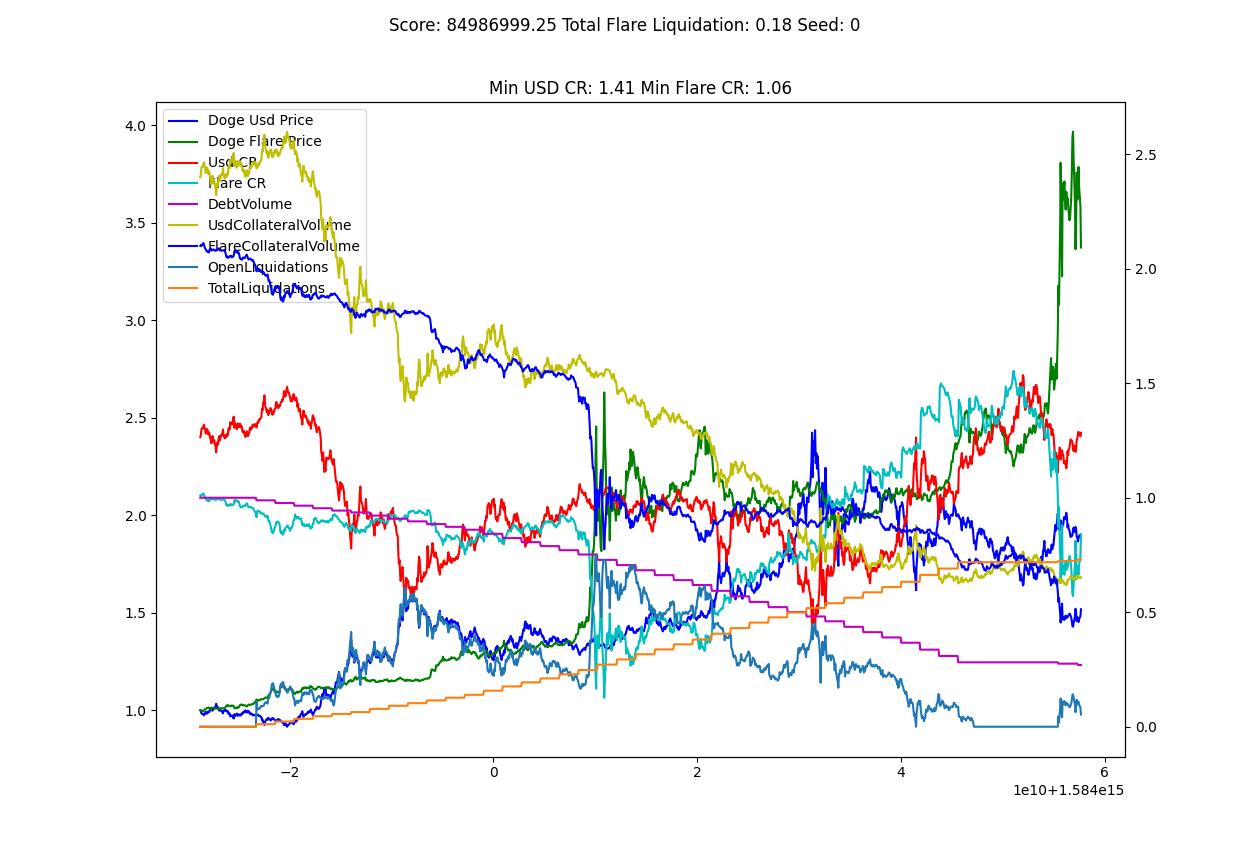 Score: 84986999.25 Total Flare Liquidation: 0.18 Seed: 0
Min USD CR: 1.41 Min Flare CR: 1.06
Doge Usd Price
Doge Flare Price
Usd CR
Flare CR
DebtVolume
UsdCollateralVolume
FlareCollateralVolume
OpenLiquidations
TotalLiquidations
4.0
3.5
3.0
2.5
2.0
1.5
1.0
2.5
2.0
1.5
1.0
0.5
0.0
−2
0
2
4
6
1e10+1.584e15